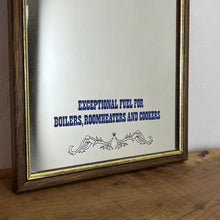 EXCEPTIONAL FUEL FOR
BOILERS, ROOMHEATERS AND COOKERS